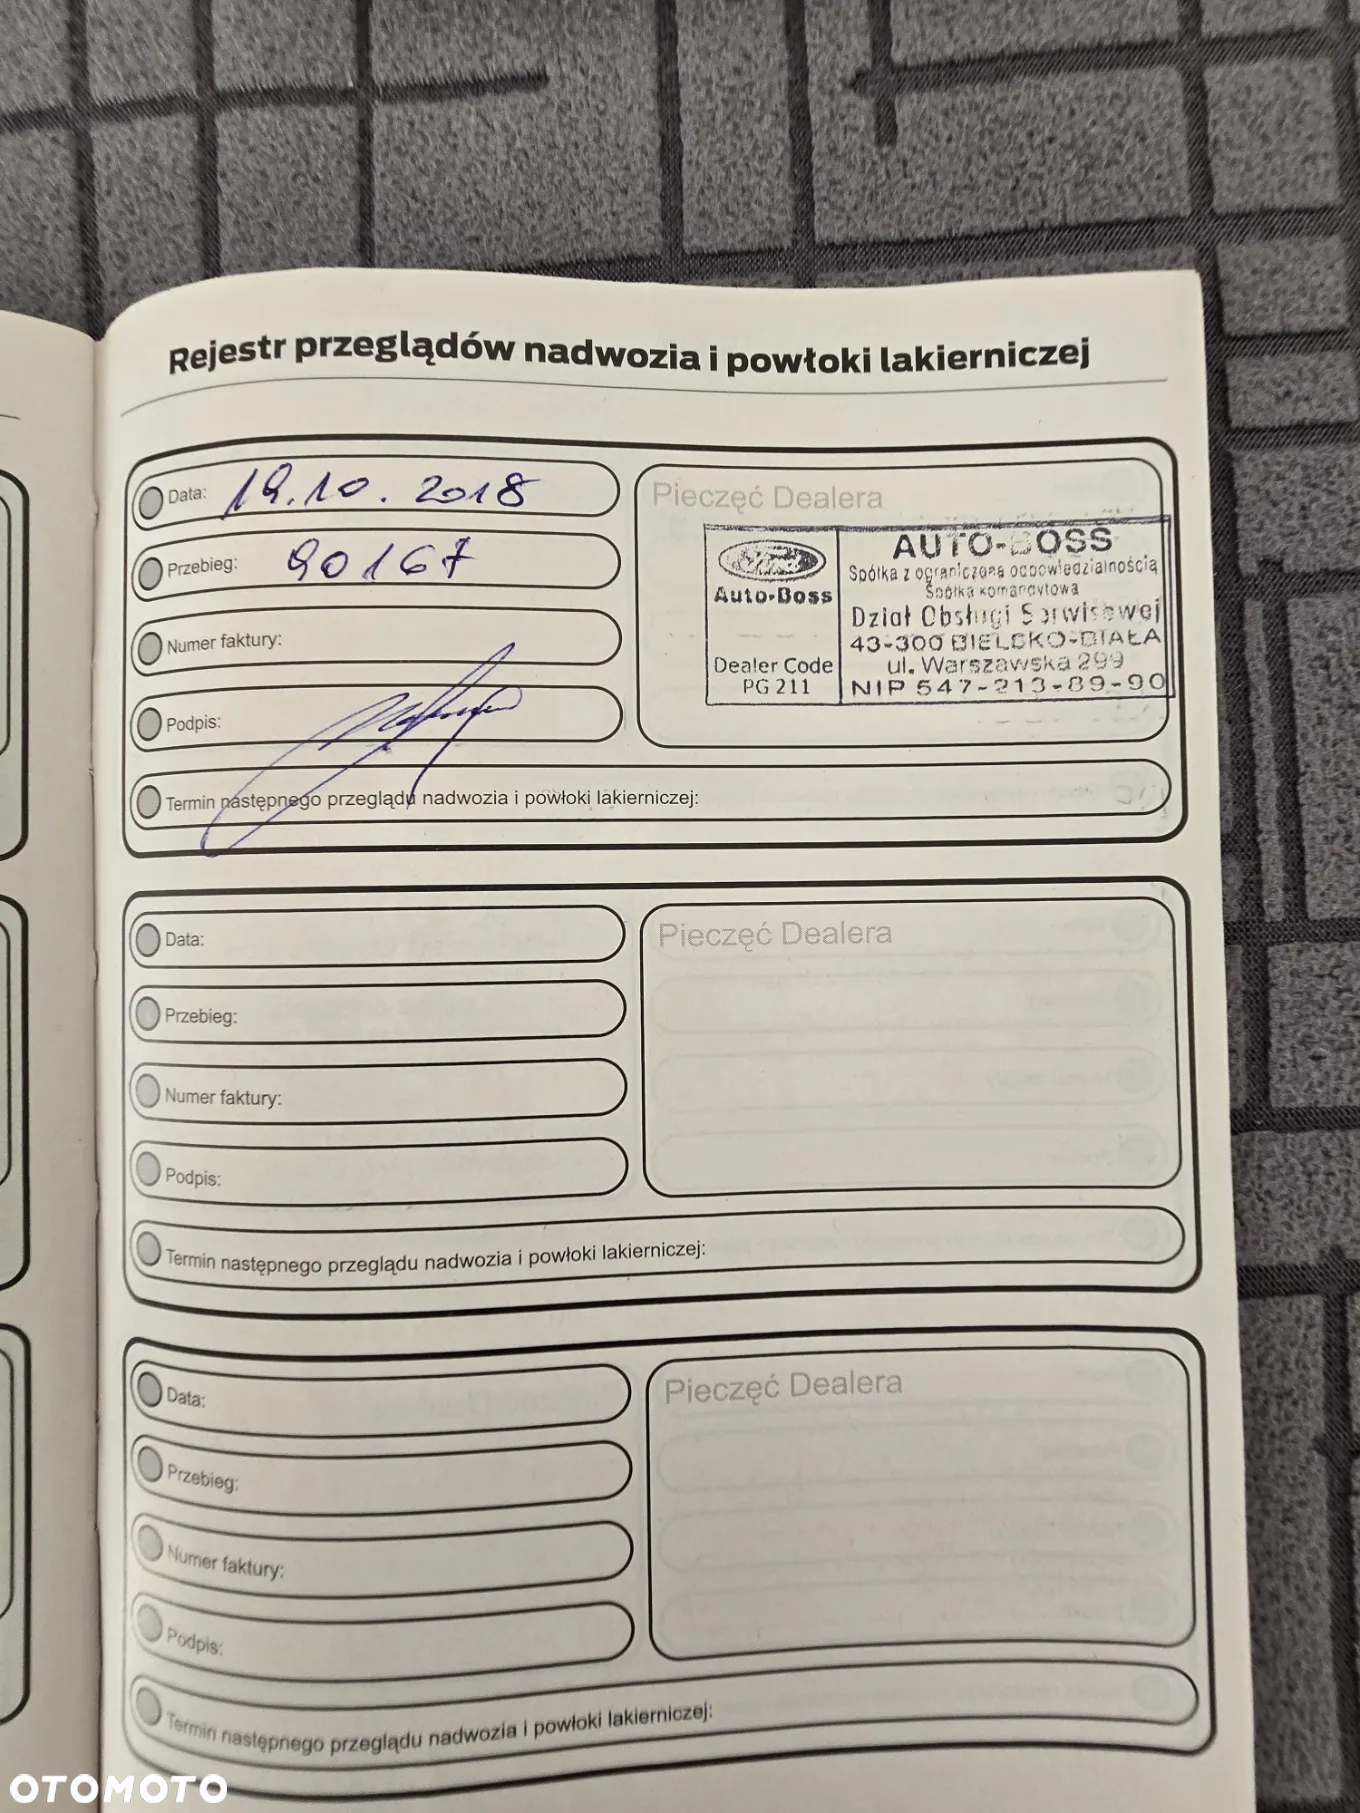 Rejestr przeglądów nadwozia i powłoki lakierniczej
Data: 19.10.2018
Przebieg: 90167
Numer faktury:
Podpis:
Termin następnego przeglądu nadwozia i powłoki lakierniczej:
Pieczęć Dealera
Ford
Auto-Boss
Dealer Code
PG 211
AUTO-BOSS
Spółka z ograniczoną odpowiedzialnością
Spółka komandytowa
Dział Obsługi Serwisowej
43-300 BIELSKO-BIAŁA
ul. Warszawska 299
NIP 547-213-89-90
Data:
Przebieg:
Numer faktury:
Podpis:
Termin następnego przeglądu nadwozia i powłoki lakierniczej:
Pieczęć Dealera
Data:
Przebieg:
Numer faktury:
Podpis:
Termin następnego przeglądu nadwozia i powłoki lakierniczej:
Pieczęć Dealera
OTOMOTO